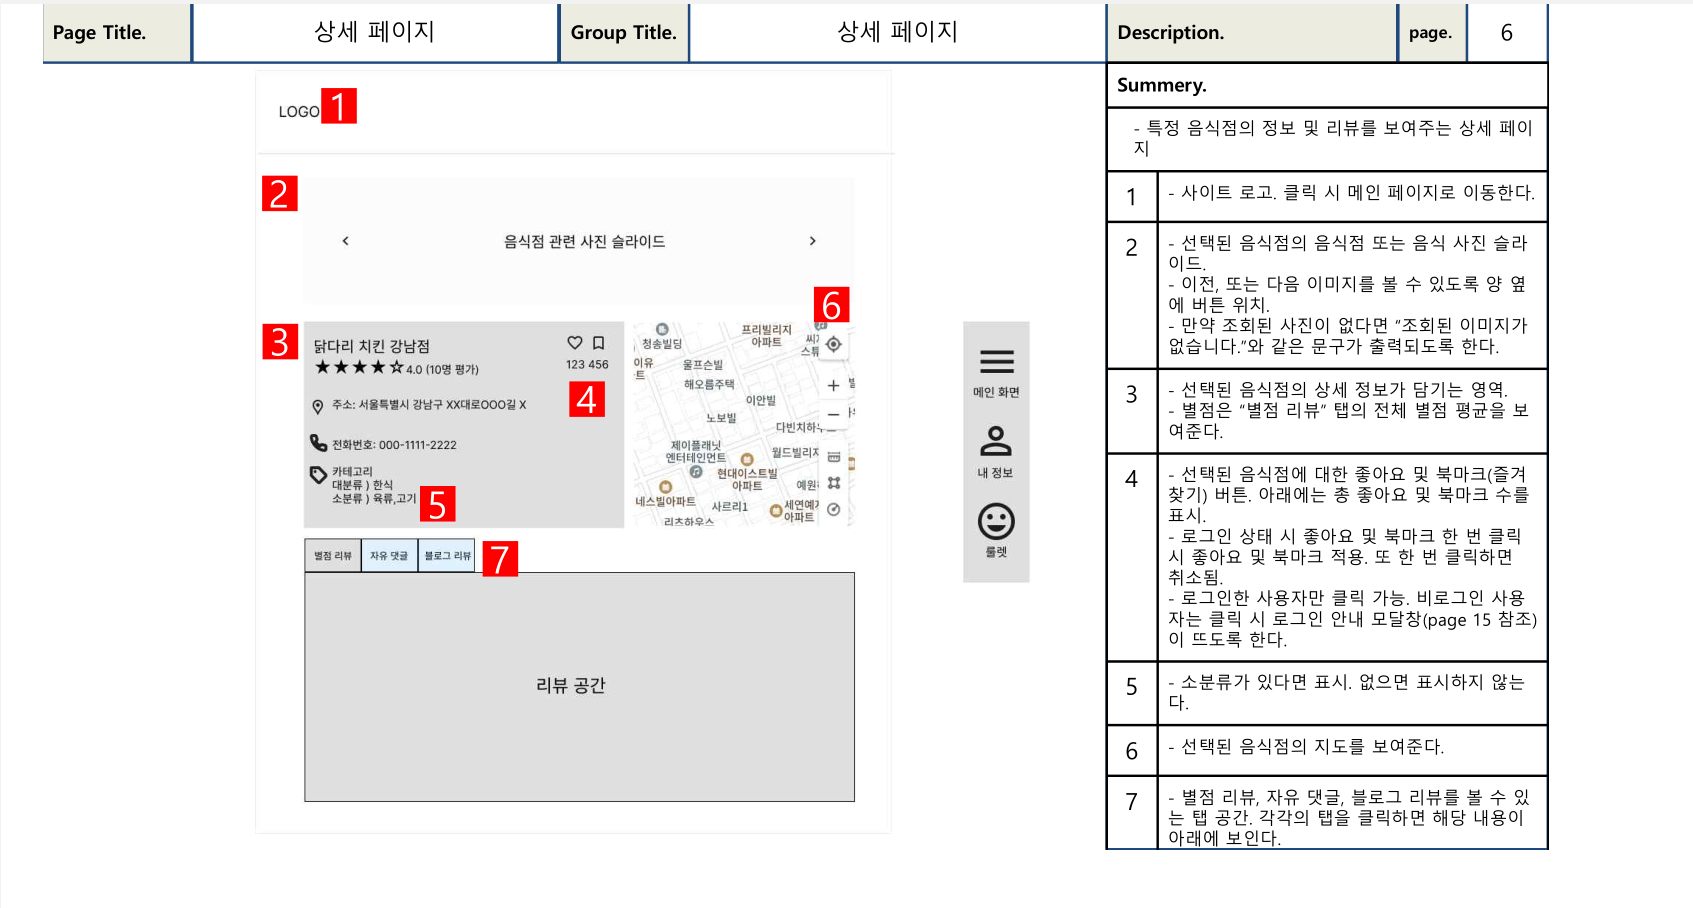 Page Title.
상세 페이지
Group Title.
상세 페이지
Description.
page.
6
LOGO
1
2
음식점 관련 사진 슬라이드
6
3
닭다리 치킨 강남점
★★★★☆ 4.0 (10명 평가)
123 456
4
주소: 서울특별시 강남구 XX대로OOO길 X
전화번호: 000-1111-2222
카테고리
대분류 ) 한식
소분류 ) 육류,고기
5
프리빌리지
아파트
청송빌딩
울프슨빌
해오름주택
이안빌
노보빌
제이플래닛
엔터테인먼트
월드빌리지
현대이스트빌
아파트
네스빌아파트
사르리1
세연예지
아파트
리츠하우스
별점 리뷰
자유 댓글
블로그 리뷰
7
리뷰 공간
메인 화면
내 정보
룰렛
Summery.
- 특정 음식점의 정보 및 리뷰를 보여주는 상세 페이
지
1
- 사이트 로고. 클릭 시 메인 페이지로 이동한다.
2
- 선택된 음식점의 음식점 또는 음식 사진 슬라
이드.
- 이전, 또는 다음 이미지를 볼 수 있도록 양 옆
에 버튼 위치.
- 만약 조회된 사진이 없다면 “조회된 이미지가
없습니다.”와 같은 문구가 출력되도록 한다.
3
- 선택된 음식점의 상세 정보가 담기는 영역.
- 별점은 “별점 리뷰” 탭의 전체 별점 평균을 보
여준다.
4
- 선택된 음식점에 대한 좋아요 및 북마크(즐겨
찾기) 버튼. 아래에는 총 좋아요 및 북마크 수를
표시.
- 로그인 상태 시 좋아요 및 북마크 한 번 클릭
시 좋아요 및 북마크 적용. 또 한 번 클릭하면
취소됨.
- 로그인한 사용자만 클릭 가능. 비로그인 사용
자는 클릭 시 로그인 안내 모달창(page 15 참조)
이 뜨도록 한다.
5
- 소분류가 있다면 표시. 없으면 표시하지 않는
다.
6
- 선택된 음식점의 지도를 보여준다.
7
- 별점 리뷰, 자유 댓글, 블로그 리뷰를 볼 수 있
는 탭 공간. 각각의 탭을 클릭하면 해당 내용이
아래에 보인다.